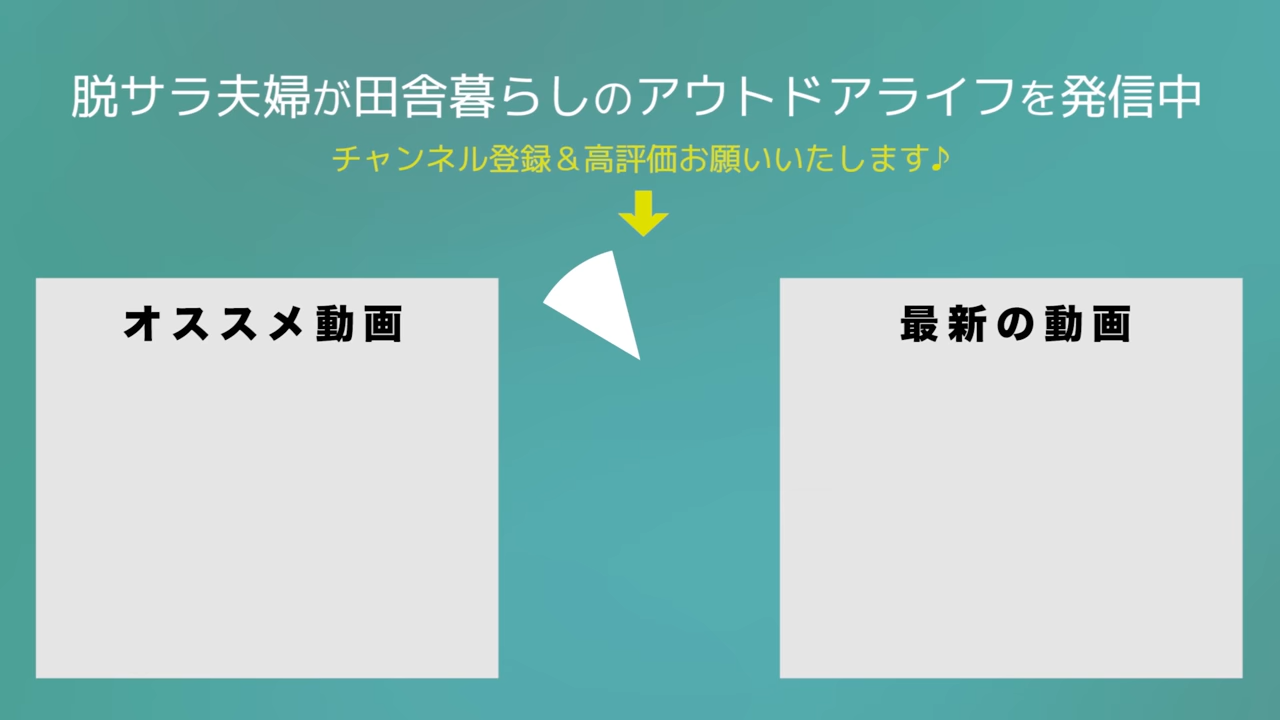 脱サラ夫婦が田舎暮らしのアウトドアライフを発信中
チャンネル登録＆高評価お願いいたします♪
オススメ動画
最新の動画